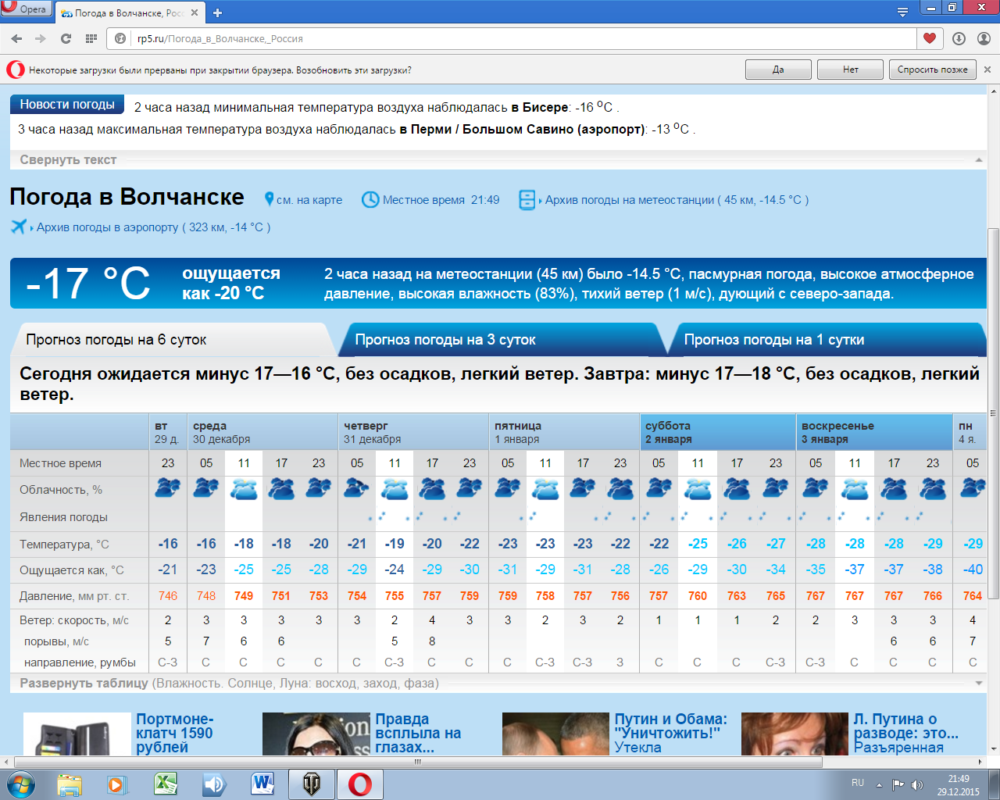 Opera
Погода в Волчанске, Росс
rp5.ru/Погода_в_Волчанске,_Россия
Некоторые загрузки были прерваны при закрытии браузера. Возобновить эти загрузки?
Да
Нет
Спросить позже
Новости погоды
2 часа назад минимальная температура воздуха наблюдалась в Бисере: -16 °C .
3 часа назад максимальная температура воздуха наблюдалась в Перми / Большом Савино (аэропорт): -13 °C .
Свернуть текст
Погода в Волчанске
см. на карте
Местное время 21:49
Архив погоды на метеостанции ( 45 км, -14.5 °C )
Архив погоды в аэропорту ( 323 км, -14 °C )
-17 °C
ощущается
как -20 °C
2 часа назад на метеостанции (45 км) было -14.5 °C, пасмурная погода, высокое атмосферное
давление, высокая влажность (83%), тихий ветер (1 м/с), дующий с северо-запада.
Прогноз погоды на 6 суток
Прогноз погоды на 3 суток
Прогноз погоды на 1 сутки
Сегодня ожидается минус 17—16 °C, без осадков, легкий ветер. Завтра: минус 17—18 °C, без осадков, легкий
ветер.
вт среда четверг пятница суббота воскресенье пн
29 д. 30 декабря 31 декабря 1 января 2 января 3 января 4 я.
Местное время 23 05 11 17 23 05 11 17 23 05 11 17 23 05 11 17 23 05 11 17 23 05
Облачность, %
Явления погоды
Температура, °C -16 -16 -18 -18 -20 -21 -19 -20 -22 -23 -23 -23 -22 -22 -25 -26 -27 -28 -28 -28 -29 -29
Ощущается как, °C -21 -23 -25 -25 -28 -29 -24 -29 -30 -31 -29 -31 -28 -26 -29 -30 -34 -35 -37 -37 -38 -40
Давление, мм рт. ст. 746 748 749 751 753 754 755 757 759 759 758 757 756 757 760 763 765 767 767 767 766 764
Ветер: скорость, м/с 2 3 3 3 3 3 2 4 3 3 2 3 2 1 1 1 2 2 3 3 3 4
порывы, м/с 5 7 6 6 5 8 6 6 7
направление, румбы С-З С С С С С С-З С С С С-З С-З З С С С С-З С-З С С С С
Развернуть таблицу (Влажность. Солнце, Луна: восход, заход, фаза)
Портмоне-
клатч 1590
рублей
Правда
всплыла на
глазах...
Путин и Обама:
"Уничтожить!"
Утекла
Л. Путина о
разводе: это...
Разъяренная
RU
21:49
29.12.2015